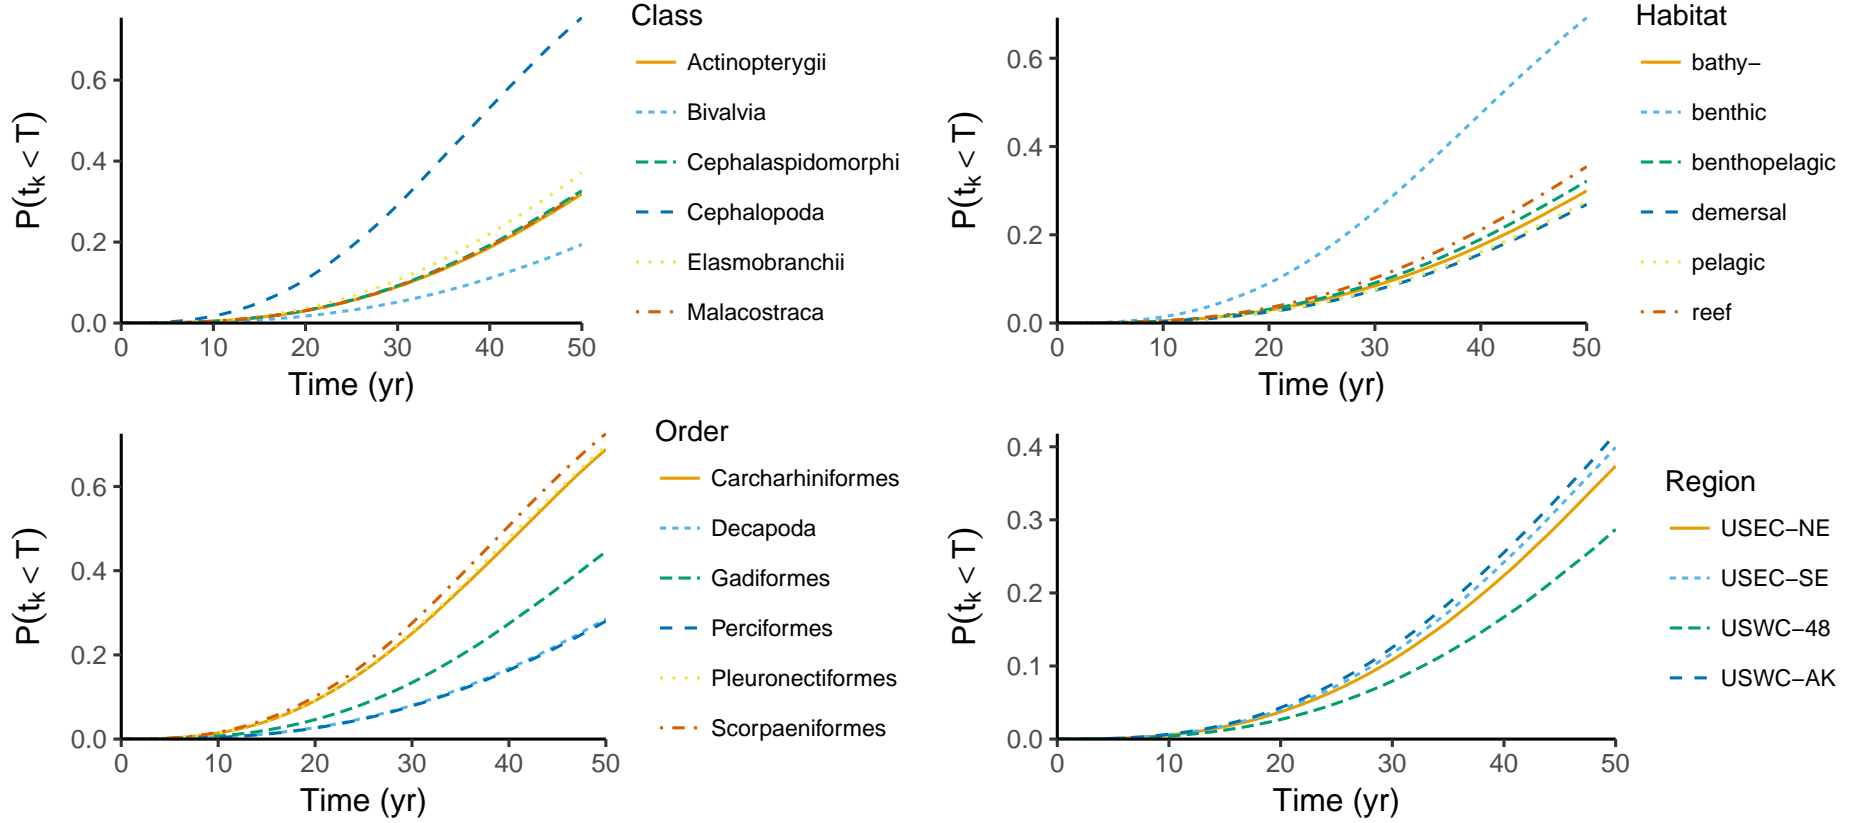 Class
Actinopterygii
Bivalvia
Cephalaspidomorphi
Cephalopoda
Elasmobranchii
Malacostraca
P(tk < T)
0.6
0.4
0.2
0.0
0 10 20 30 40 50
Time (yr)
Habitat
bathy−
benthic
benthopelagic
demersal
pelagic
reef
P(tk < T)
0.6
0.4
0.2
0.0
0 10 20 30 40 50
Time (yr)
Order
Carcharhiniformes
Decapoda
Gadiformes
Perciformes
Pleuronectiformes
Scorpaeniformes
P(tk < T)
0.6
0.4
0.2
0.0
0 10 20 30 40 50
Time (yr)
Region
USEC−NE
USEC−SE
USWC−48
USWC−AK
P(tk < T)
0.4
0.3
0.2
0.1
0.0
0 10 20 30 40 50
Time (yr)